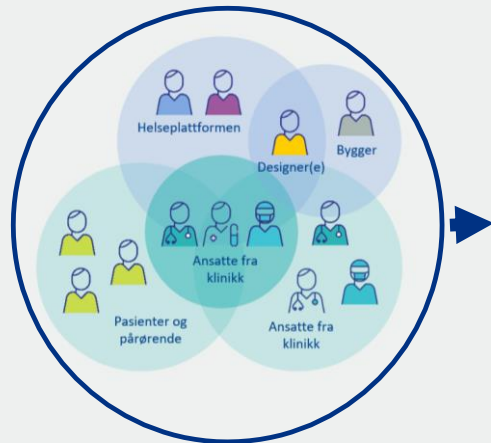 Helseplattformen
Bygger
Designer(e)
Ansatte fra
klinikk
Pasienter og
pårørende
Ansatte fra
klinikk